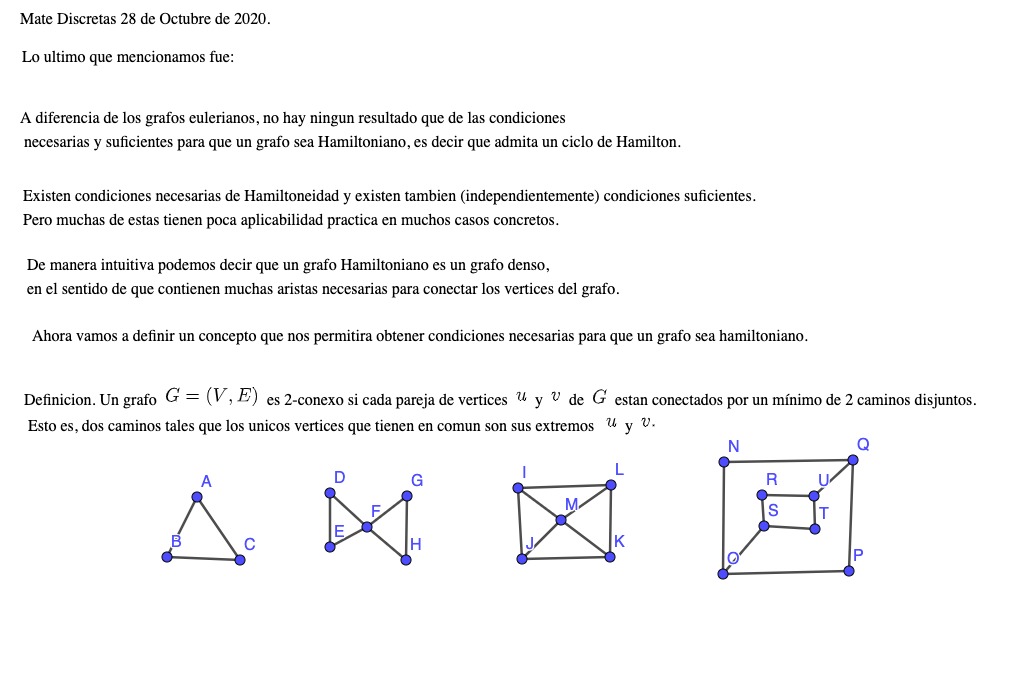 Mate Discretas 28 de Octubre de 2020.
Lo ultimo que mencionamos fue:
A diferencia de los grafos eulerianos, no hay ningun resultado que de las condiciones
necesarias y suficientes para que un grafo sea Hamiltoniano, es decir que admita un ciclo de Hamilton.
Existen condiciones necesarias de Hamiltoneidad y existen tambien (independientemente) condiciones suficientes.
Pero muchas de estas tienen poca aplicabilidad practica en muchos casos concretos.
De manera intuitiva podemos decir que un grafo Hamiltoniano es un grafo denso,
en el sentido de que contienen muchas aristas necesarias para conectar los vertices del grafo.
Ahora vamos a definir un concepto que nos permitira obtener condiciones necesarias para que un grafo sea hamiltoniano.
Definicion. Un grafo G = (V, E) es 2-conexo si cada pareja de vertices u y v de G estan conectados por un mínimo de 2 caminos disjuntos.
Esto es, dos caminos tales que los unicos vertices que tienen en comun son sus extremos u y v.
A
B
C
D
E
F
G
H
I
J
M
L
K
N
O
R
S
U
T
Q
P